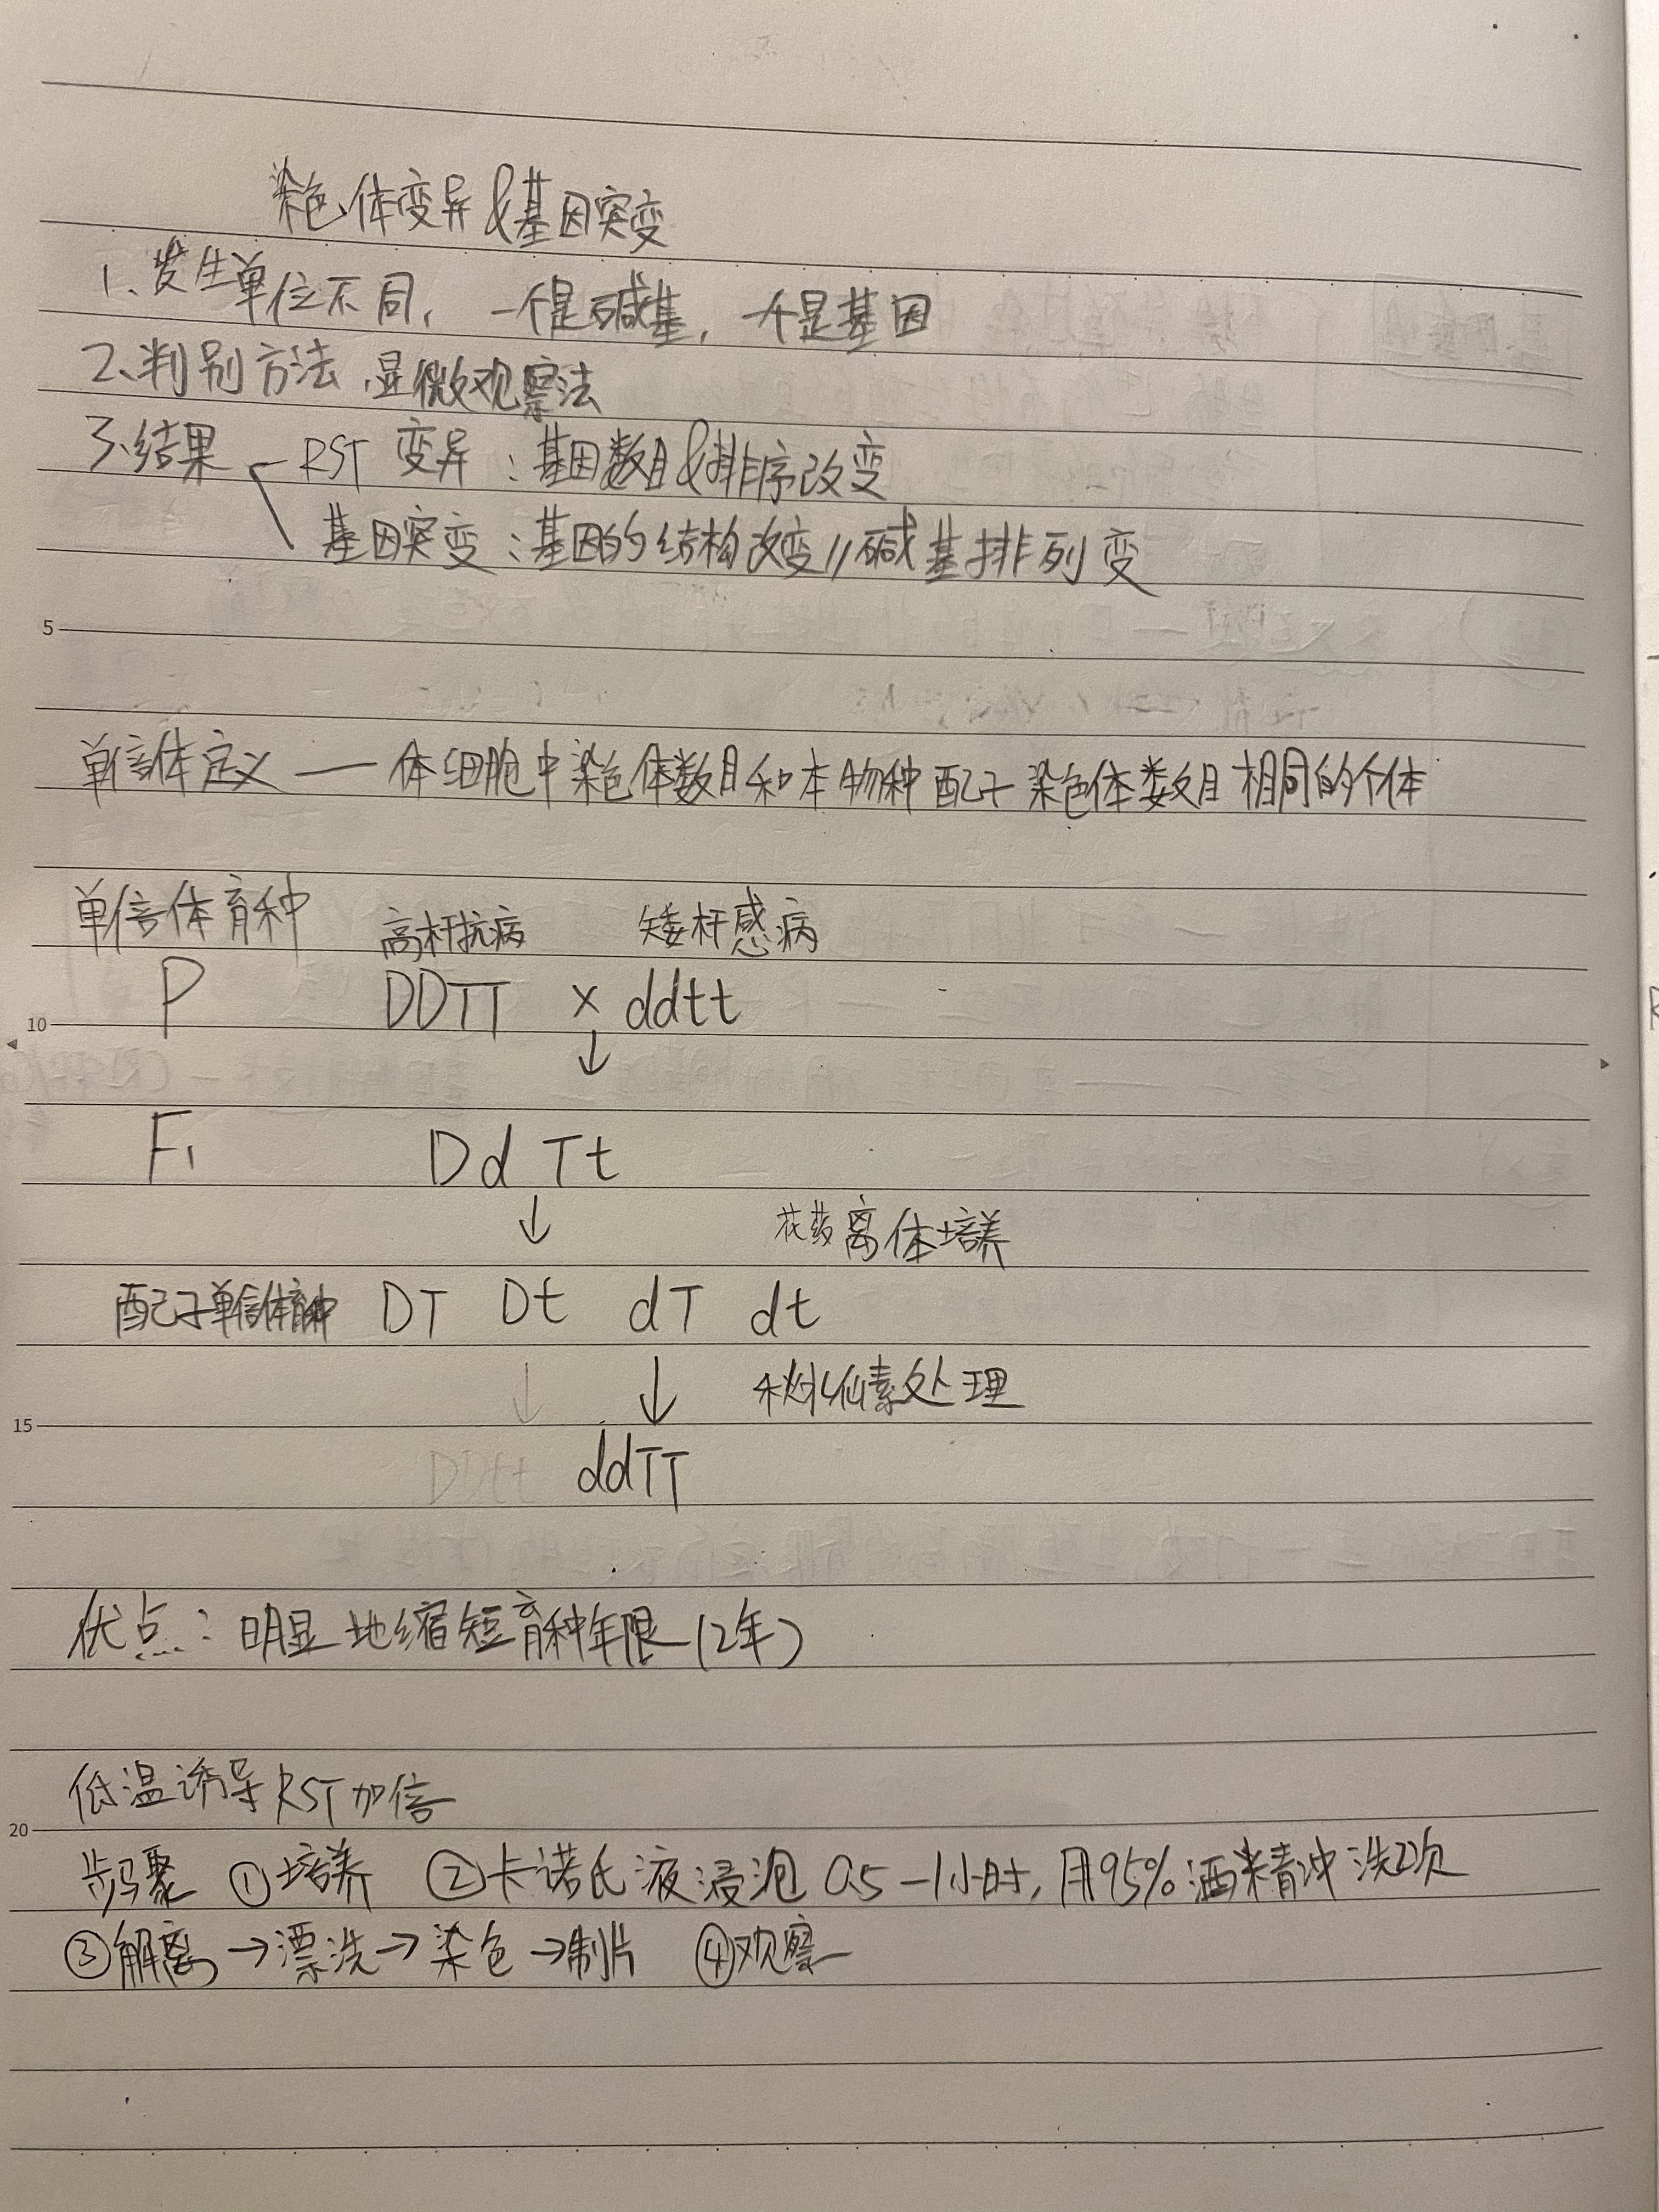 染色体变异&基因突变
1、发生单位不同，一个是碱基，一个是基因
2、判别方法 显微观察法
3、结果 RST 变异：基因数目&排序改变
基因突变：基因的结构改变//碱基排列变
5
单倍体定义 — 体细胞中染色体数目和本物种配子染色体数目相同的个体
单倍体育种 高杆抗病 矮杆感病
10
P DDTT × ddtt
↓
F₁ Dd Tt
↓ 花药离体培养
配子单倍体幼苗 DT Dt dT dt
15
↓ ↓ 秋水仙素处理
DDtt ddTT
优点：明显地缩短育种年限（2年）
低温诱导RST加倍
20
步骤 ①培养 ②卡诺氏液浸泡 0.5-1小时，用95%酒精冲洗2次
③解离→漂洗→染色→制片 ④观察